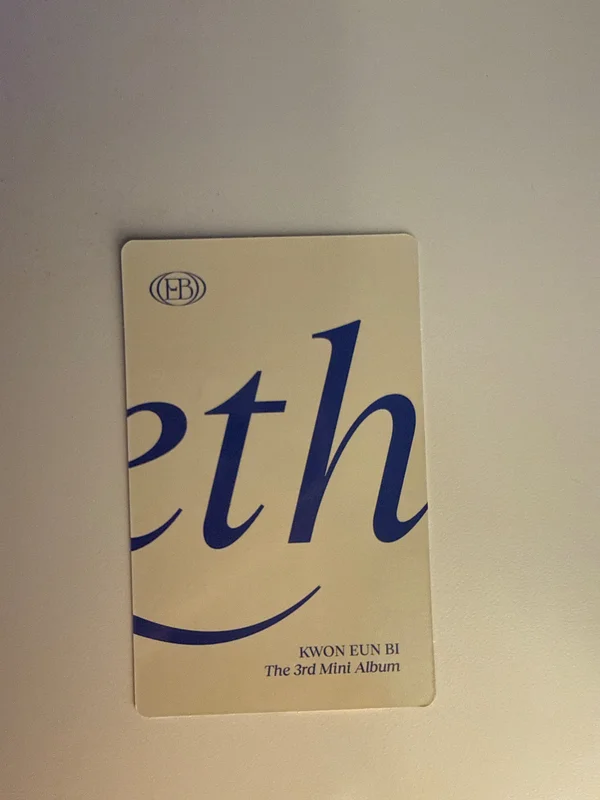 EB
eth
KWON EUN BI
The 3rd Mini Album